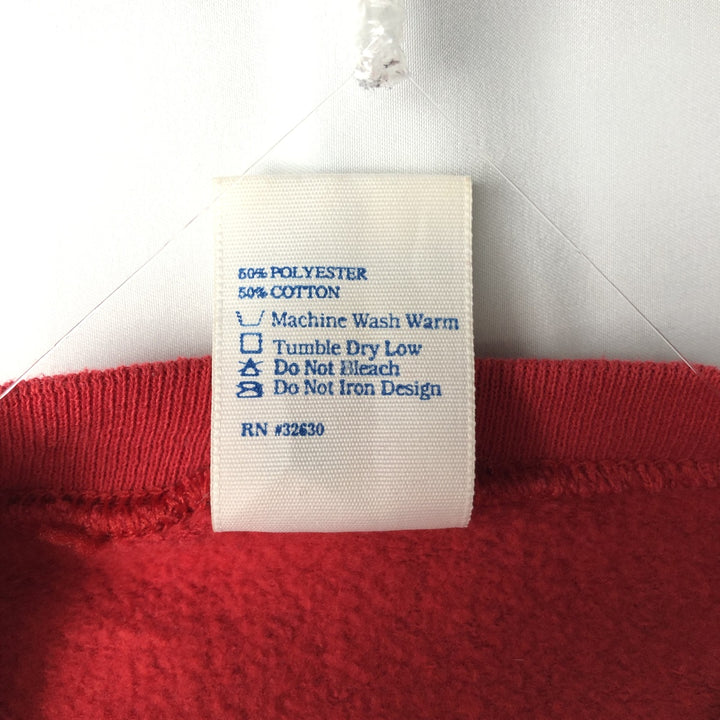 50% POLYESTER
50% COTTON
Machine Wash Warm
Tumble Dry Low
Do Not Bleach
Do Not Iron Design
RN #32630